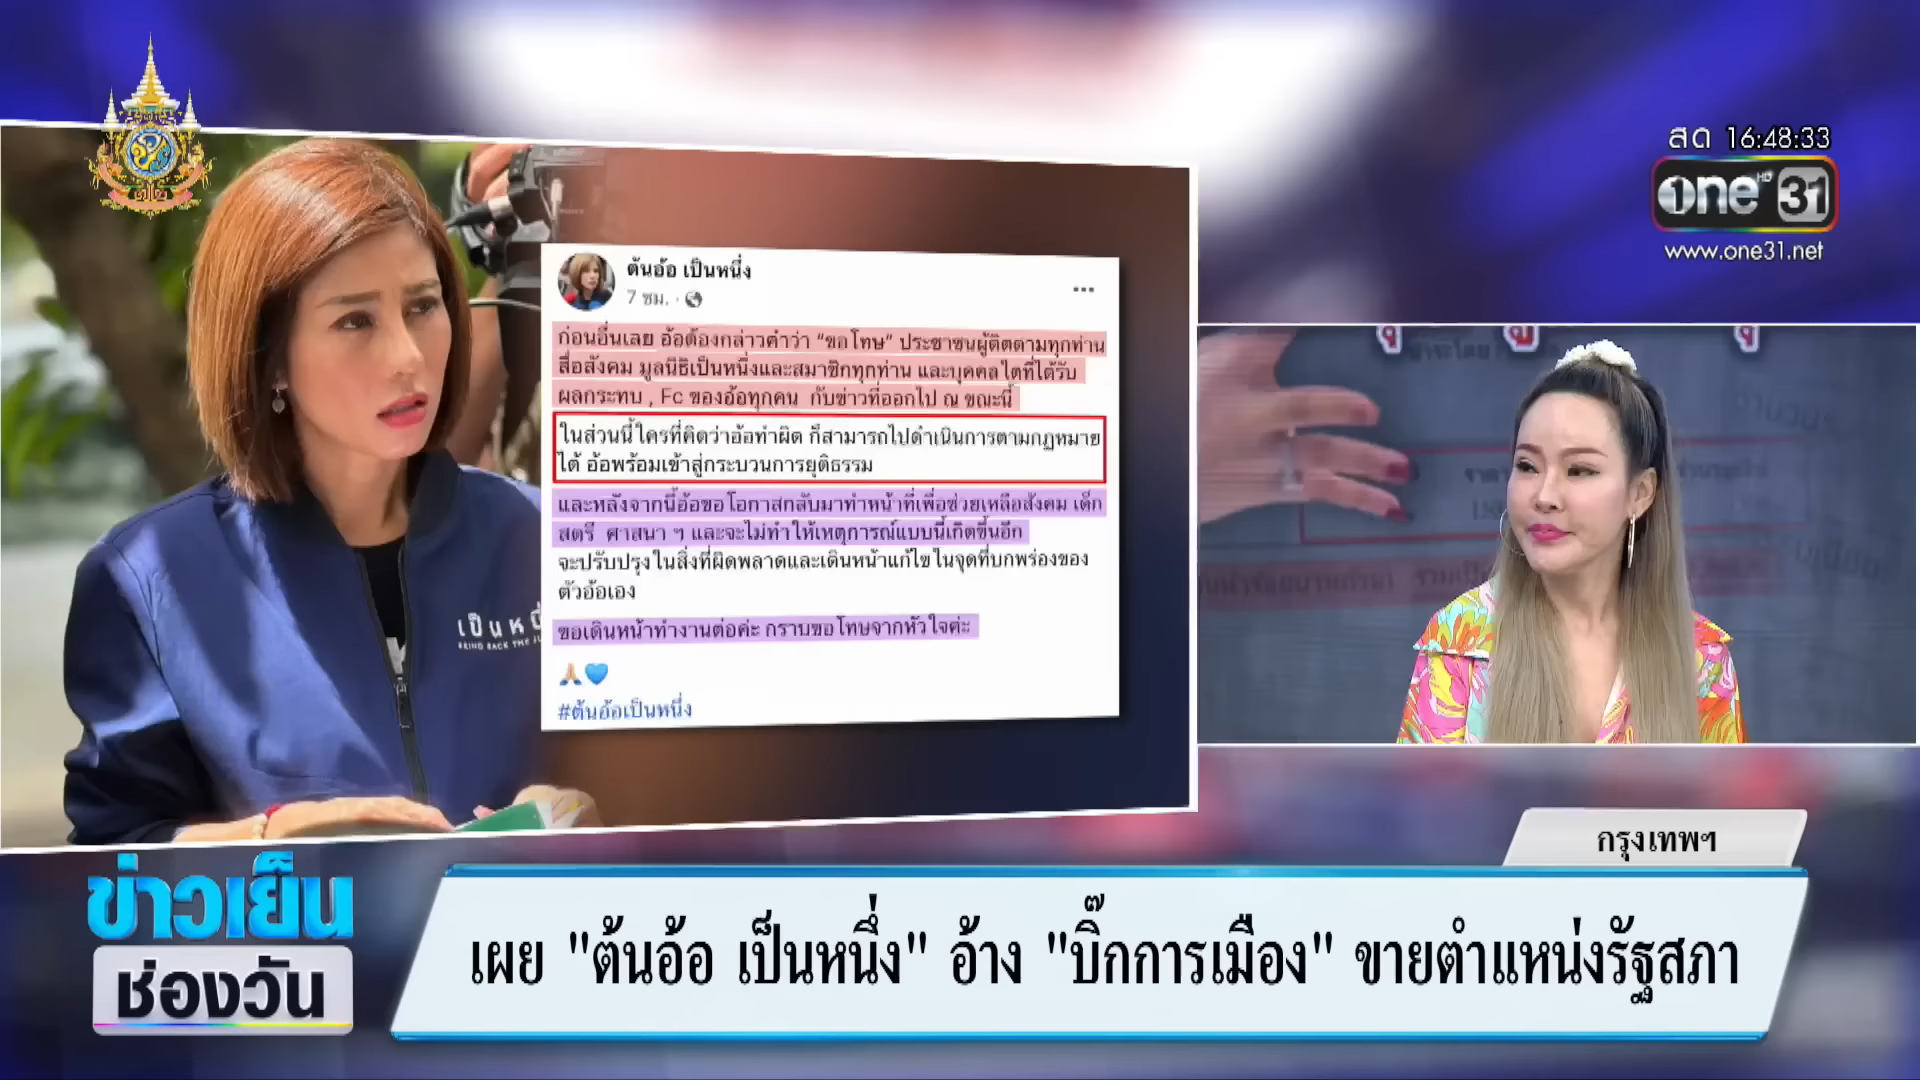 สด 16:48:33
one HD 31
www.one31.net
ต้นอ้อ เป็นหนึ่ง
7 ชม.
ก่อนอื่นเลย อ้อต้องกล่าวคำว่า “ขอโทษ” ประชาชนผู้ติดตามทุกท่าน
สื่อสังคม มูลนิธิเป็นหนึ่งและสมาชิกทุกท่าน และบุคคลใดที่ได้รับ
ผลกระทบ , Fc ของอ้อทุกคน กับข่าวที่ออกไป ณ ขณะนี้
ในส่วนนี้ใครที่คิดว่าอ้อทำผิด ก็สามารถไปดำเนินการตามกฎหมาย
ได้ อ้อพร้อมเข้าสู่กระบวนการยุติธรรม
และหลังจากนี้อ้อขอโอกาสกลับมาทำหน้าที่เพื่อช่วยเหลือสังคม เด็ก
สตรี ศาสนา ฯ และจะไม่ทำให้เหตุการณ์แบบนี้เกิดขึ้นอีก
จะปรับปรุงในสิ่งที่ผิดพลาดและเดินหน้าแก้ไขในจุดที่บกพร่องของ
ตัวอ้อเอง
ขอเดินหน้าทำงานต่อค่ะ กราบขอโทษจากหัวใจค่ะ
🙏💙
#ต้นอ้อเป็นหนึ่ง
กรุงเทพฯ
ข่าวเย็น
ช่องวัน
เผย "ต้นอ้อ เป็นหนึ่ง" อ้าง "บิ๊กการเมือง" ขายตำแหน่งรัฐสภา